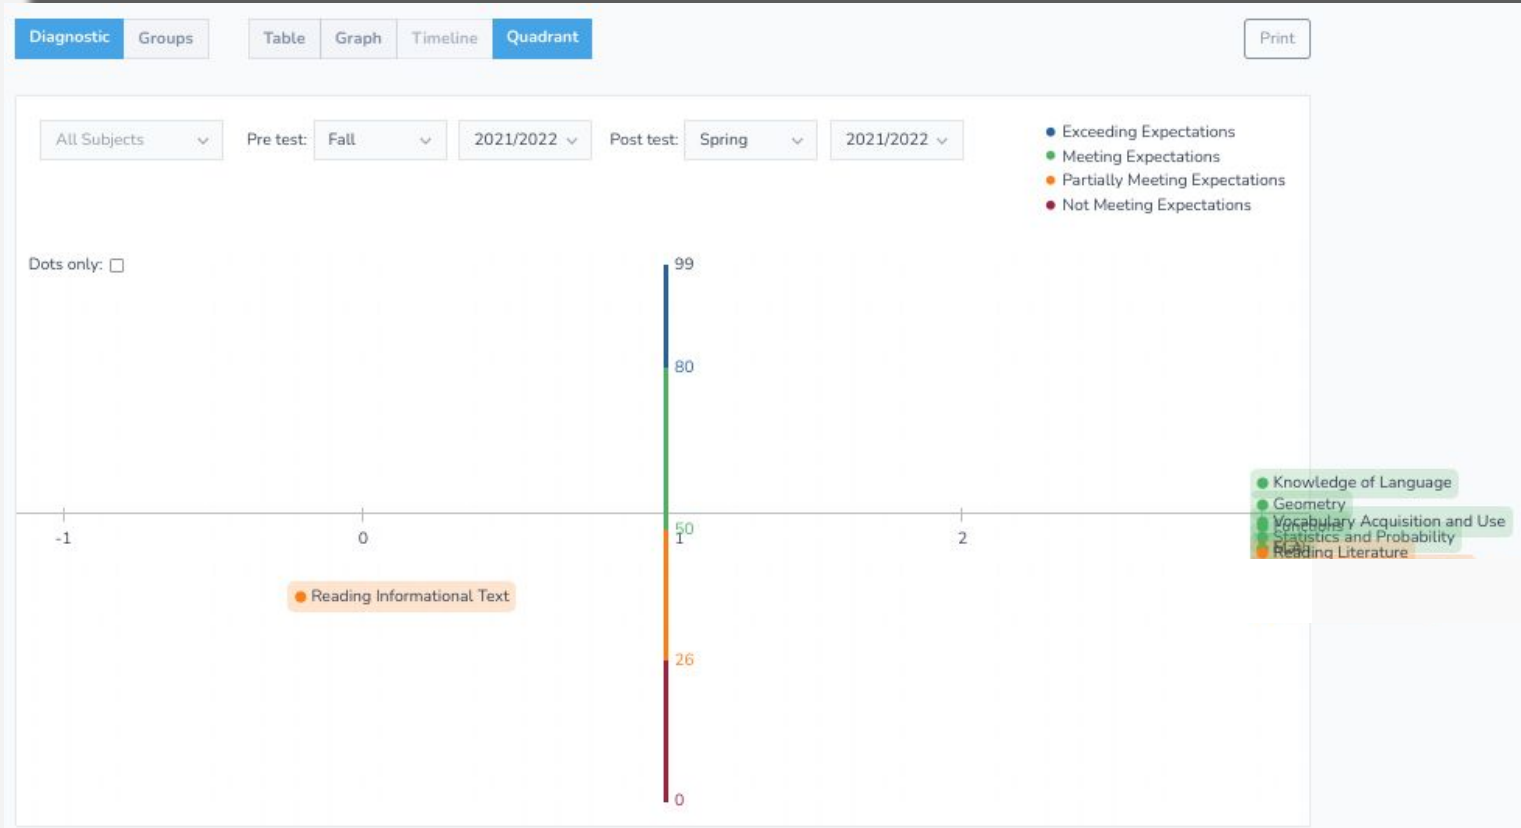 Diagnostic Groups Table Graph Timeline Quadrant Print
All Subjects Pre test: Fall 2021/2022 Post test: Spring 2021/2022
Exceeding Expectations
Meeting Expectations
Partially Meeting Expectations
Not Meeting Expectations
Dots only:
99
80
Knowledge of Language
Geometry
Vocabulary Acquisition and Use
Functions
50
-1 0 1 2
Statistics and Probability
Reading Literature
Reading Informational Text
26
0